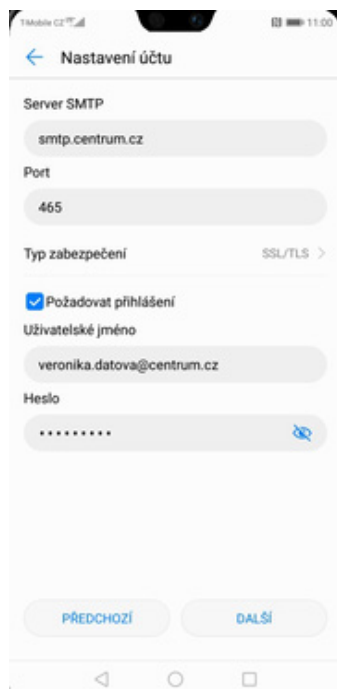 T-Mobile CZ
11:00
Nastavení účtu
Server SMTP
smtp.centrum.cz
Port
465
Typ zabezpečení SSL/TLS
Požadovat přihlášení
Uživatelské jméno
veronika.datova@centrum.cz
Heslo
•••••••••
PŘEDCHOZÍ DALŠÍ